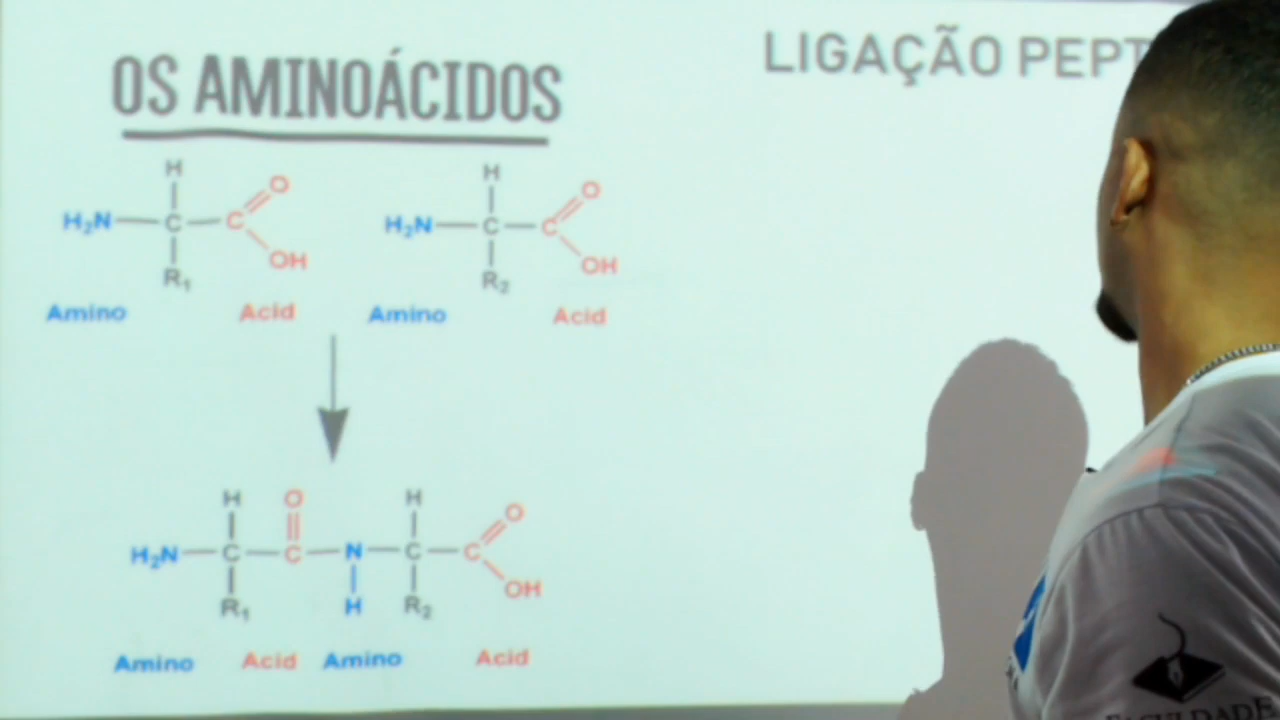 OS AMINOÁCIDOS
LIGAÇÃO PEPT
H H
H₂N C C O OH H₂N C C O OH
R₁ R₂
Amino Acid Amino Acid
H O H O
H₂N C C N C C OH
R₁ H R₂
Amino Acid Amino Acid
FACULDADE